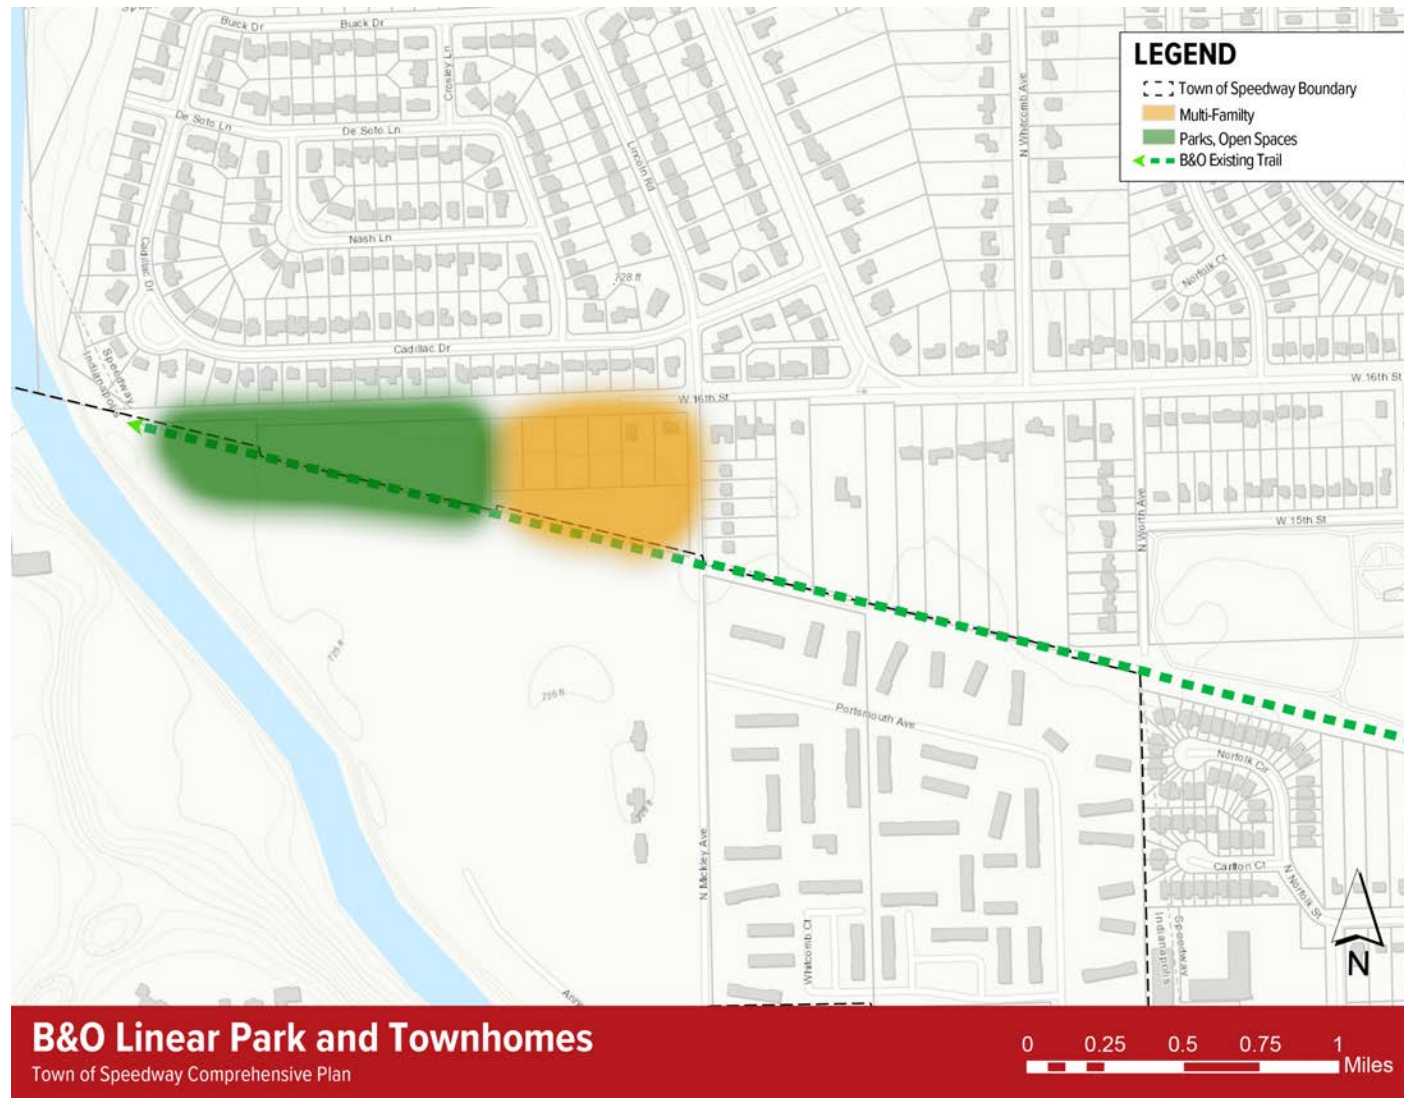 Buick Dr
Buick Dr
Crosley Ln
De Soto Ln
De Soto Ln
Lincoln Rd
N Whitcomb Ave
LEGEND
Town of Speedway Boundary
Multi-Familty
Parks, Open Spaces
B&O Existing Trail
Nash Ln
Cadillac Dr
728 ft
Norfolk Ct
Cadillac Dr
Speedway
Indianapolis
W 16th St
W 16th St
N Worth Ave
W 15th St
725 ft
Portsmouth Ave
Norfolk Cir
N Mickley Ave
Carlton Ct
N Norfolk St
Whitcomb Ct
Indianapolis
Speedway
N
B&O Linear Park and Townhomes
Town of Speedway Comprehensive Plan
0 0.25 0.5 0.75 1
Miles